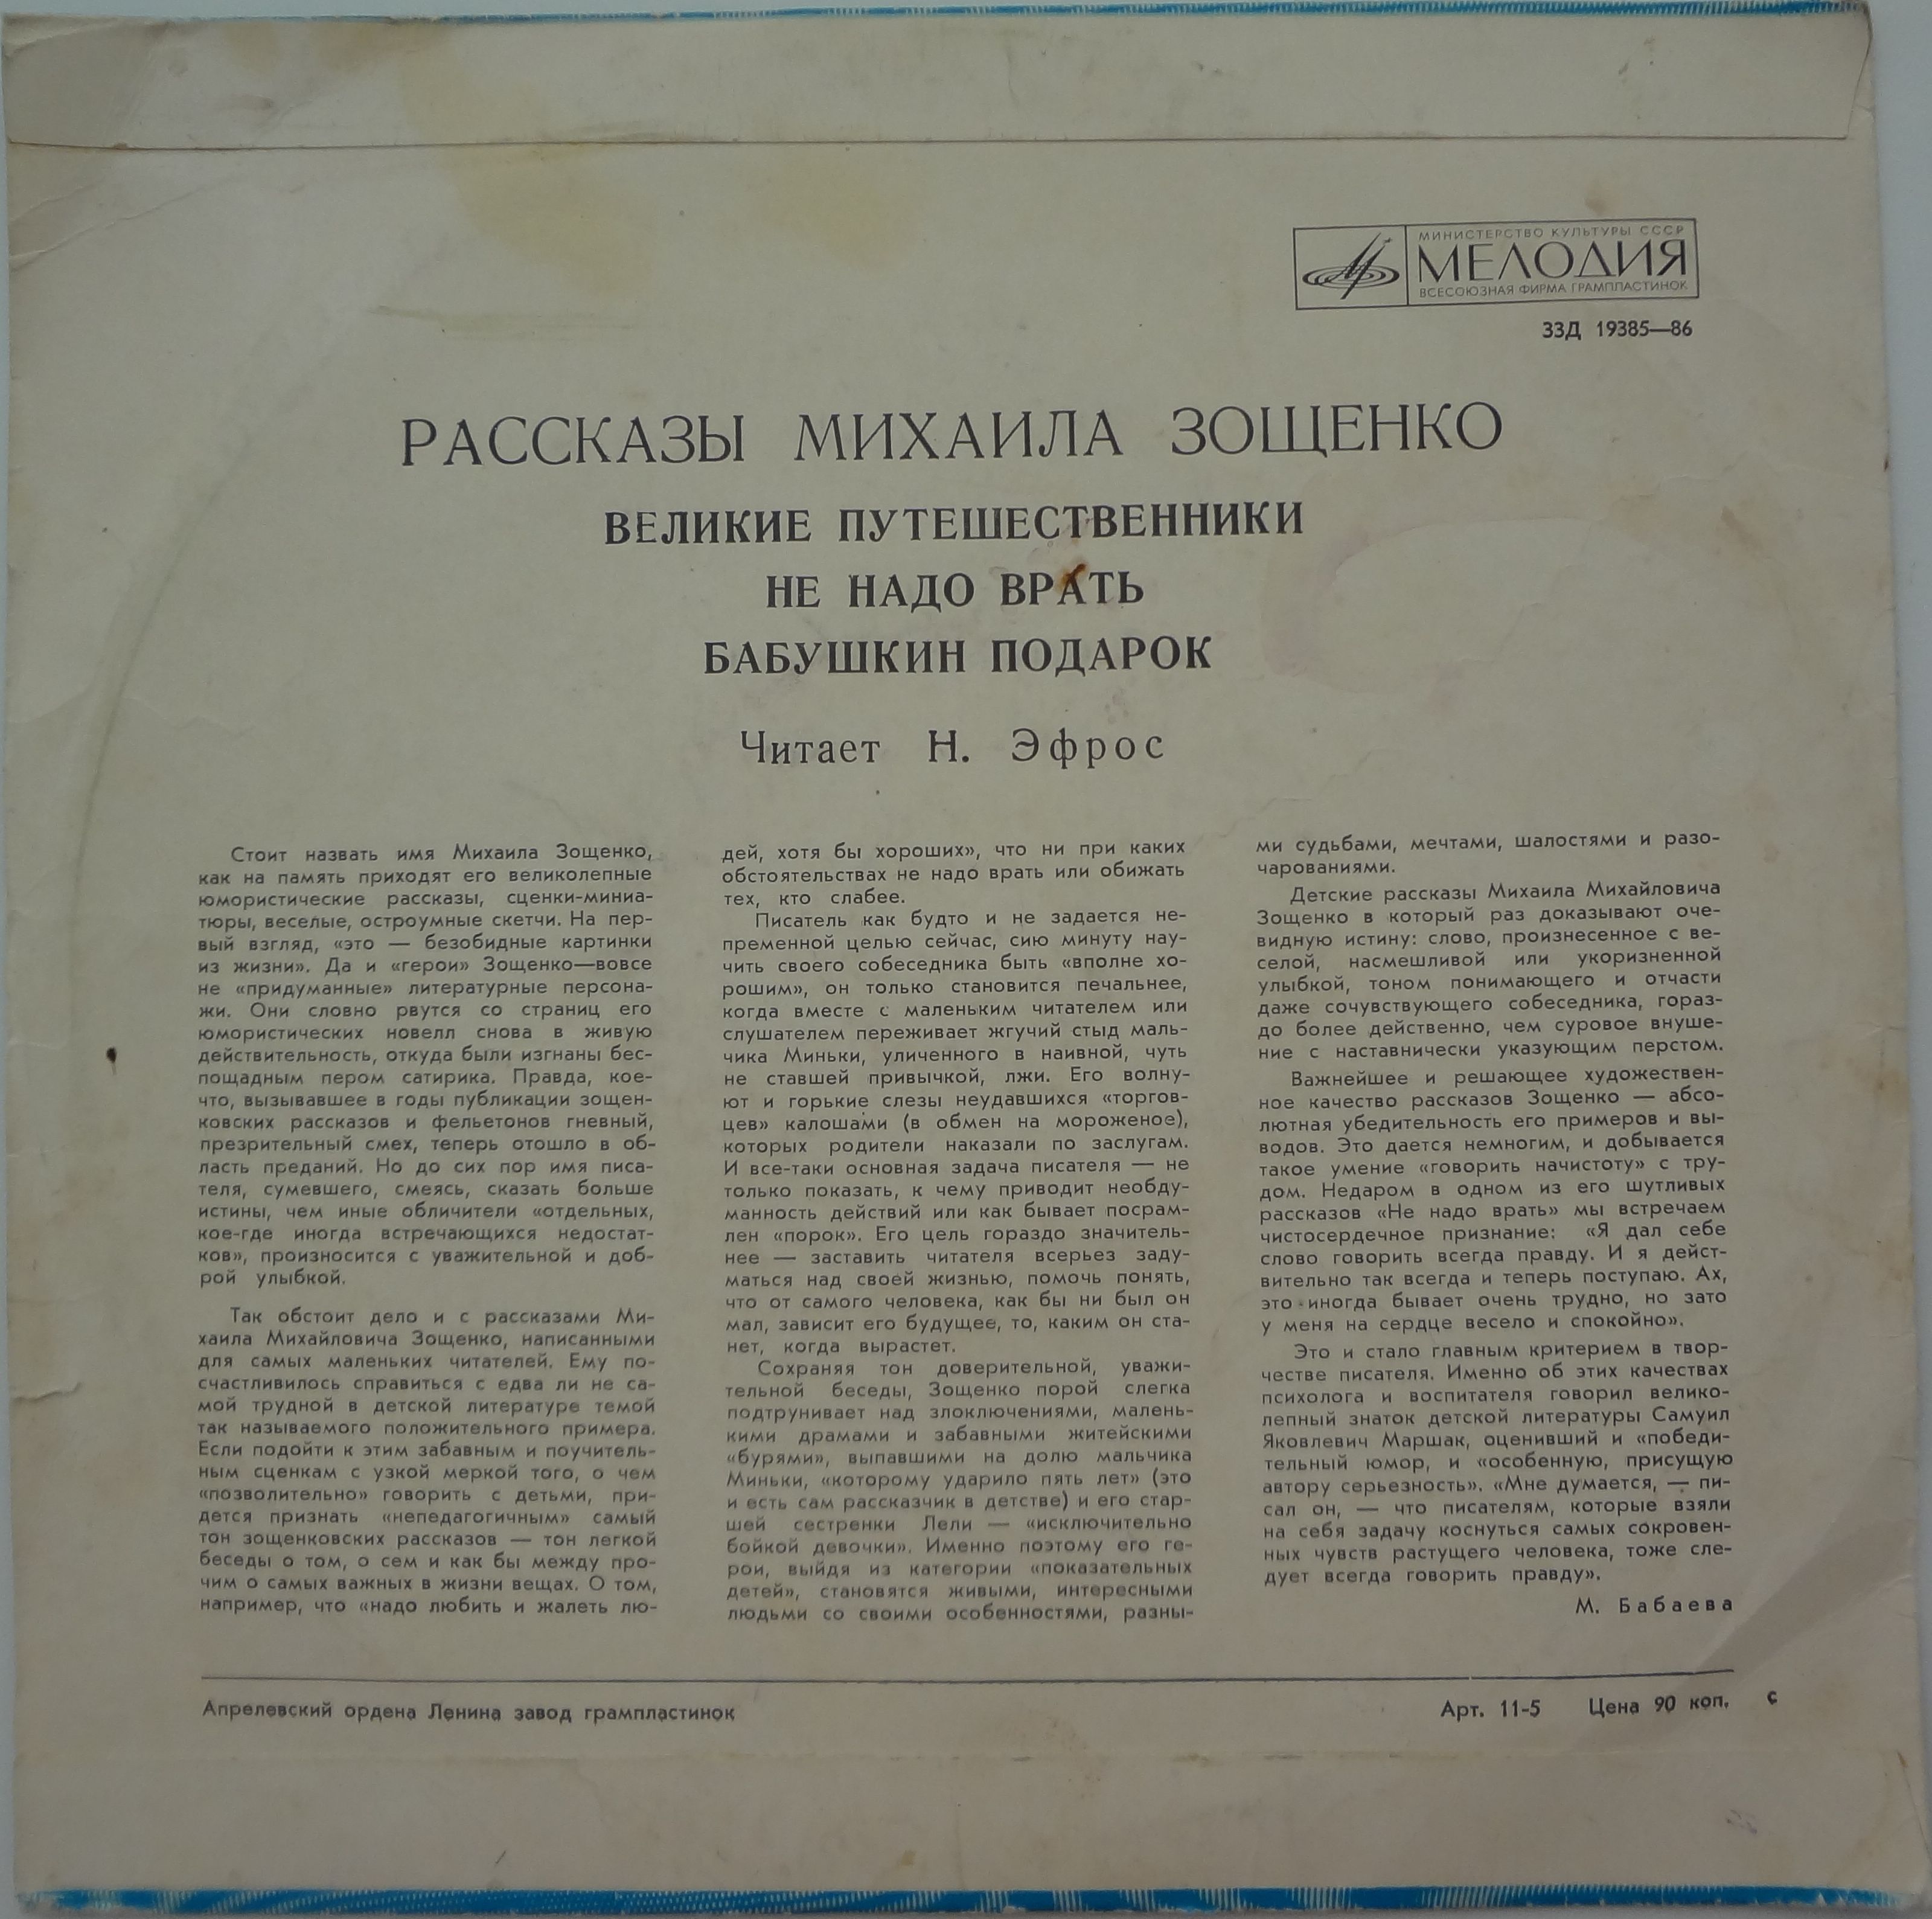 МИНИСТЕРСТВО КУЛЬТУРЫ СССР
МЕЛОДИЯ
ВСЕСОЮЗНАЯ ФИРМА ГРАМПЛАСТИНОК
33Д 19385—86
РАССКАЗЫ МИХАИЛА ЗОЩЕНКО
ВЕЛИКИЕ ПУТЕШЕСТВЕННИКИ
НЕ НАДО ВРАТЬ
БАБУШКИН ПОДАРОК
Читает Н. Эфрос
Стоит назвать имя Михаила Зощенко,
как на память приходят его великолепные
юмористические рассказы, сценки-миниа-
тюры, веселые, остроумные скетчи. На пер-
вый взгляд, «это — безобидные картинки
из жизни». Да и «герои» Зощенко—вовсе
не «придуманные» литературные персона-
жи. Они словно рвутся со страниц его
юмористических новелл снова в живую
действительность, откуда были изгнаны бес-
пощадным пером сатирика. Правда, кое-
что, вызывавшее в годы публикации зощен-
ковских рассказов и фельетонов гневный,
презрительный смех, теперь отошло в об-
ласть преданий. Но до сих пор имя писа-
теля, сумевшего, смеясь, сказать больше
истины, чем иные обличители «отдельных,
кое-где иногда встречающихся недостат-
ков», произносится с уважительной и доб-
рой улыбкой.
Так обстоит дело и с рассказами Ми-
хаила Михайловича Зощенко, написанными
для самых маленьких читателей. Ему по-
счастливилось справиться с едва ли не са-
мой трудной в детской литературе темой
так называемого положительного примера.
Если подойти к этим забавным и поучитель-
ным сценкам с узкой меркой того, о чем
«позволительно» говорить с детьми, при-
дется признать «непедагогичным» самый
тон зощенковских рассказов — тон легкой
беседы о том, о сем и как бы между про-
чим о самых важных в жизни вещах. О том,
например, что «надо любить и жалеть лю-
дей, хотя бы хороших», что ни при каких
обстоятельствах не надо врать или обижать
тех, кто слабее.
Писатель как будто и не задается не-
пременной целью сейчас, сию минуту нау-
чить своего собеседника быть «вполне хо-
рошим», он только становится печальнее,
когда вместе с маленьким читателем или
слушателем переживает жгучий стыд маль-
чика Миньки, уличенного в наивной, чуть
не ставшей привычкой, лжи. Его волну-
ют и горькие слезы неудавшихся «торгов-
цев» калошами (в обмен на мороженое),
которых родители наказали по заслугам.
И все-таки основная задача писателя — не
только показать, к чему приводит необду-
манность действий или как бывает посрам-
лен «порок». Его цель гораздо значитель-
нее — заставить читателя всерьез заду-
маться над своей жизнью, помочь понять,
что от самого человека, как бы ни был он
мал, зависит его будущее, то, каким он ста-
нет, когда вырастет.
Сохраняя тон доверительной, уважи-
тельной беседы, Зощенко порой слегка
подтрунивает над злоключениями, малень-
кими драмами и забавными житейскими
«бурями», выпавшими на долю мальчика
Миньки, «которому ударило пять лет» (это
и есть сам рассказчик в детстве) и его стар-
шей сестренки Лели — «исключительно
бойкой девочки». Именно поэтому его ге-
рои, выйдя из категории «показательных
детей», становятся живыми, интересными
людьми со своими особенностями, разны-
ми судьбами, мечтами, шалостями и разо-
чарованиями.
Детские рассказы Михаила Михайловича
Зощенко в который раз доказывают оче-
видную истину: слово, произнесенное с ве-
селой, насмешливой или укоризненной
улыбкой, тоном понимающего и отчасти
даже сочувствующего собеседника, гораз-
до более действенно, чем суровое внуше-
ние с наставнически указующим перстом.
Важнейшее и решающее художествен-
ное качество рассказов Зощенко — абсо-
лютная убедительность его примеров и вы-
водов. Это дается немногим, и добывается
такое умение «говорить начистоту» с тру-
дом. Недаром в одном из его шутливых
рассказов «Не надо врать» мы встречаем
чистосердечное признание: «Я дал себе
слово говорить всегда правду. И я дейст-
вительно так всегда и теперь поступаю. Ах,
это иногда бывает очень трудно, но зато
у меня на сердце весело и спокойно».
Это и стало главным критерием в твор-
честве писателя. Именно об этих качествах
психолога и воспитателя говорил велико-
лепный знаток детской литературы Самуил
Яковлевич Маршак, оценивший и «победи-
тельный юмор, и «особенную, присущую
автору серьезность». «Мне думается, — пи-
сал он, — что писателям, которые взяли
на себя задачу коснуться самых сокровен-
ных чувств растущего человека, тоже сле-
дует всегда говорить правду».
М. Бабаева
Апрелевский ордена Ленина завод грампластинок
Арт. 11-5 Цена 90 коп. с